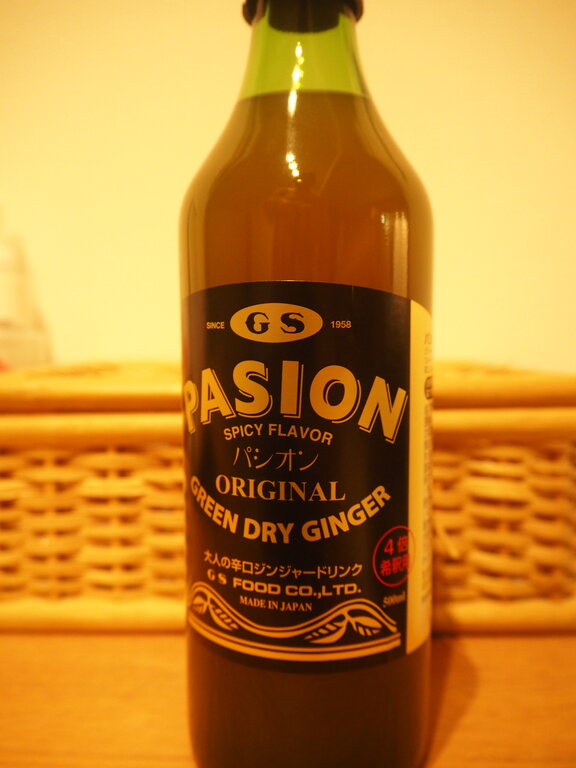 SINCE GS 1958
PASION
SPICY FLAVOR
パシオン
ORIGINAL
GREEN DRY GINGER
4倍
希釈用
大人の辛口ジンジャードリンク
GS FOOD CO.,LTD.
MADE IN JAPAN
500ml